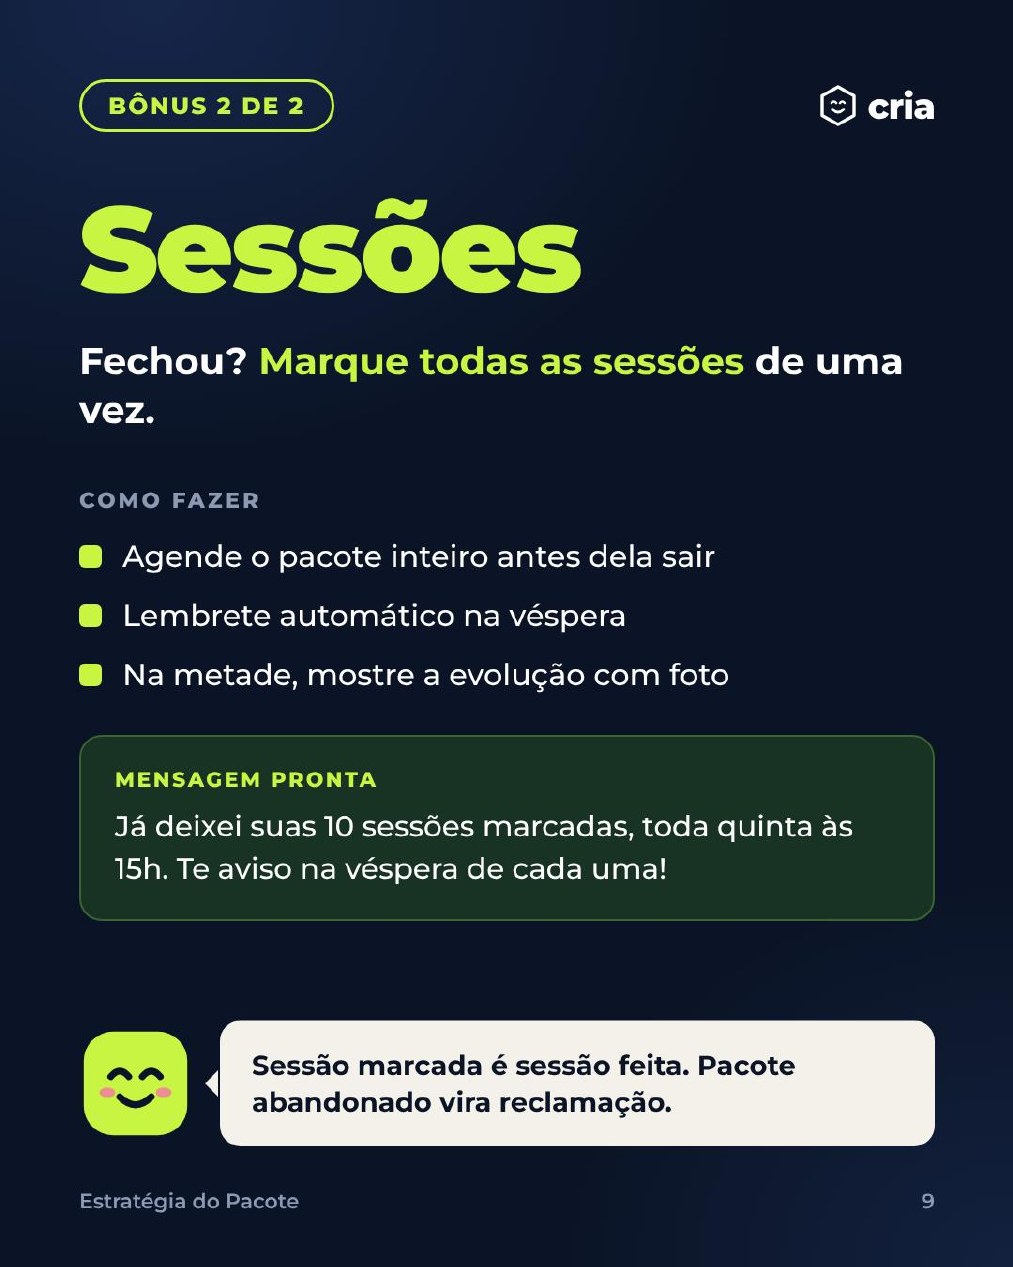 BÔNUS 2 DE 2
cria
Sessões
Fechou? Marque todas as sessões de uma
vez.
COMO FAZER
Agende o pacote inteiro antes dela sair
Lembrete automático na véspera
Na metade, mostre a evolução com foto
MENSAGEM PRONTA
Já deixei suas 10 sessões marcadas, toda quinta às
15h. Te aviso na véspera de cada uma!
Sessão marcada é sessão feita. Pacote
abandonado vira reclamação.
Estratégia do Pacote
9